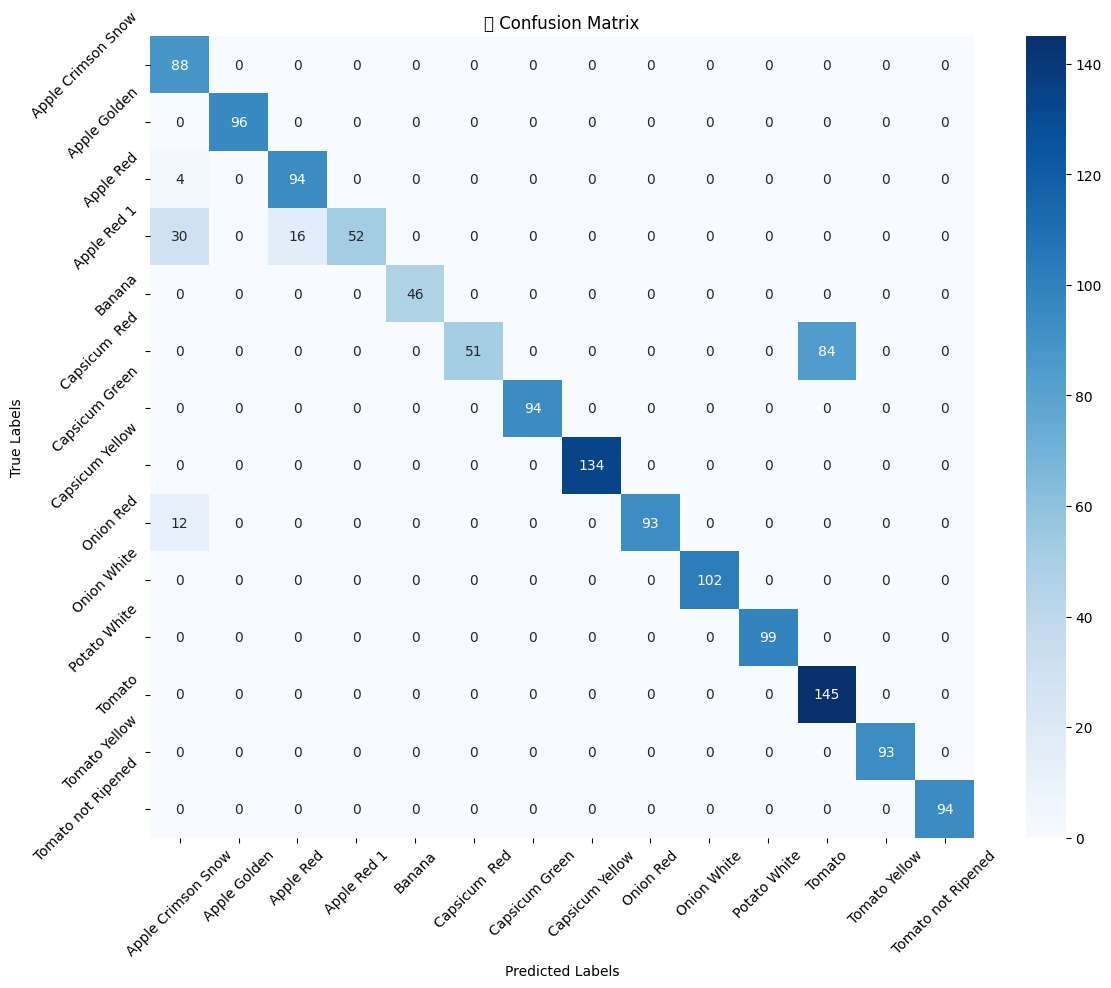 ▯ Confusion Matrix
True Labels
Apple Crimson Snow 88 0 0 0 0 0 0 0 0 0 0 0 0 0
Apple Golden 0 96 0 0 0 0 0 0 0 0 0 0 0 0
Apple Red 4 0 94 0 0 0 0 0 0 0 0 0 0 0
Apple Red 1 30 0 16 52 0 0 0 0 0 0 0 0 0 0
Banana 0 0 0 0 46 0 0 0 0 0 0 0 0 0
Capsicum  Red 0 0 0 0 0 51 0 0 0 0 0 84 0 0
Capsicum Green 0 0 0 0 0 0 94 0 0 0 0 0 0 0
Capsicum Yellow 0 0 0 0 0 0 0 134 0 0 0 0 0 0
Onion Red 12 0 0 0 0 0 0 0 93 0 0 0 0 0
Onion White 0 0 0 0 0 0 0 0 0 102 0 0 0 0
Potato White 0 0 0 0 0 0 0 0 0 0 99 0 0 0
Tomato 0 0 0 0 0 0 0 0 0 0 0 145 0 0
Tomato Yellow 0 0 0 0 0 0 0 0 0 0 0 0 93 0
Tomato not Ripened 0 0 0 0 0 0 0 0 0 0 0 0 0 94
Apple Crimson Snow
Apple Golden
Apple Red
Apple Red 1
Banana
Capsicum  Red
Capsicum Green
Capsicum Yellow
Onion Red
Onion White
Potato White
Tomato
Tomato Yellow
Tomato not Ripened
Predicted Labels
140
120
100
80
60
40
20
0